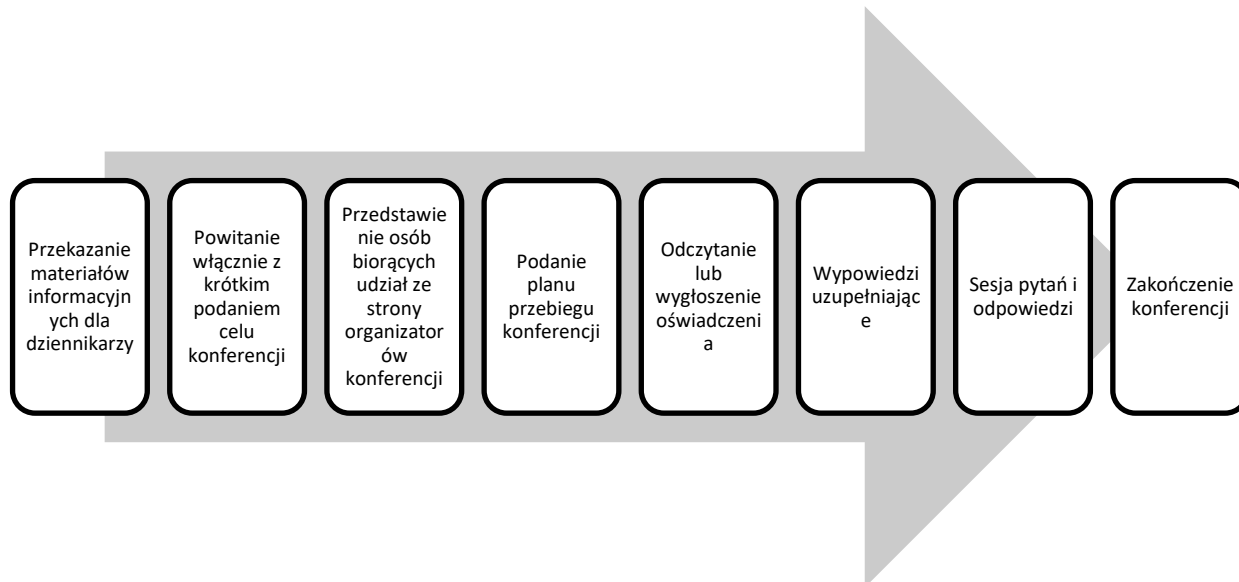 Przekazanie
materiałów
informacyjn
ych dla
dziennikarzy
Powitanie
włącznie z
krótkim
podaniem
celu
konferencji
Przedstawie
nie osób
biorących
udział ze
strony
organizator
ów
konferencji
Podanie
planu
przebiegu
konferencji
Odczytanie
lub
wygłoszenie
oświadczeni
a
Wypowiedzi
uzupełniając
e
Sesja pytań i
odpowiedzi
Zakończenie
konferencji